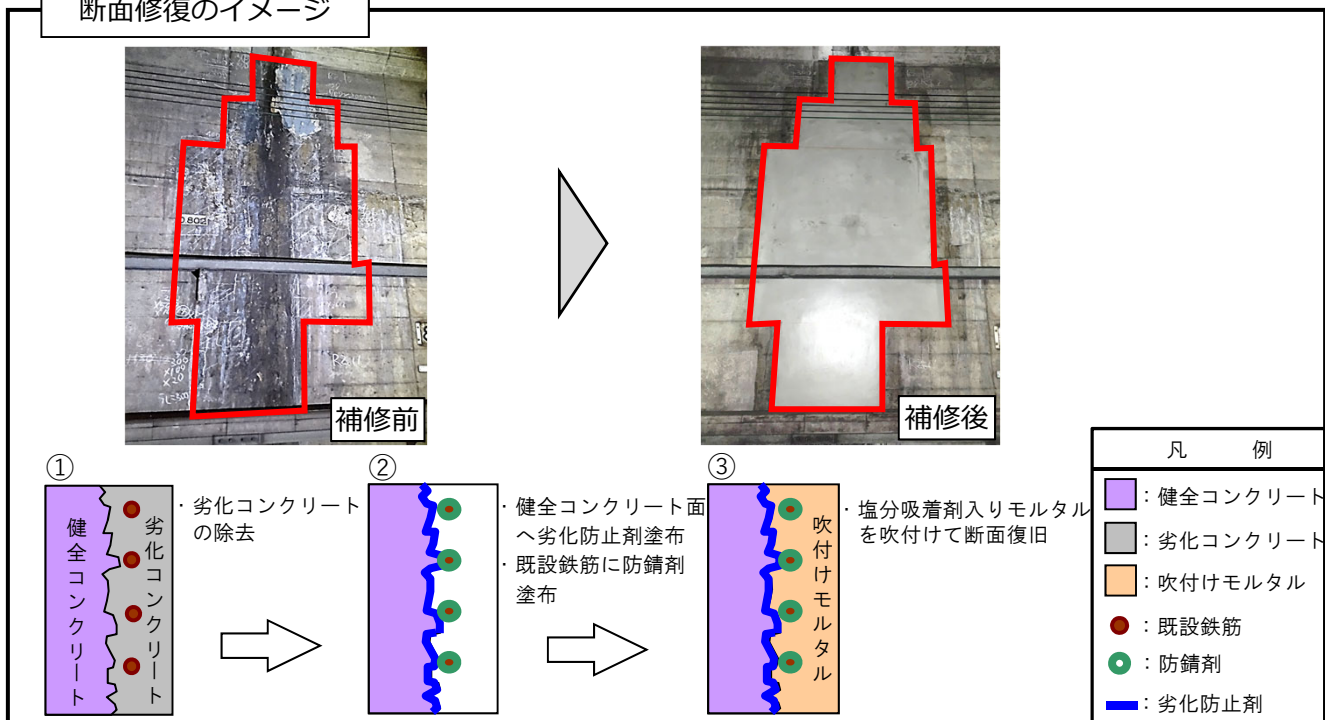 断面修復のイメージ
0802
補修前
補修後
①
健全コンクリート
劣化コンクリート
・劣化コンクリート
の除去
②
・健全コンクリート面
へ劣化防止剤塗布
・既設鉄筋に防錆剤
塗布
③
吹付けモルタル
・塩分吸着剤入りモルタル
を吹付けて断面復旧
凡 例
：健全コンクリート
：劣化コンクリート
：吹付けモルタル
：既設鉄筋
：防錆剤
：劣化防止剤